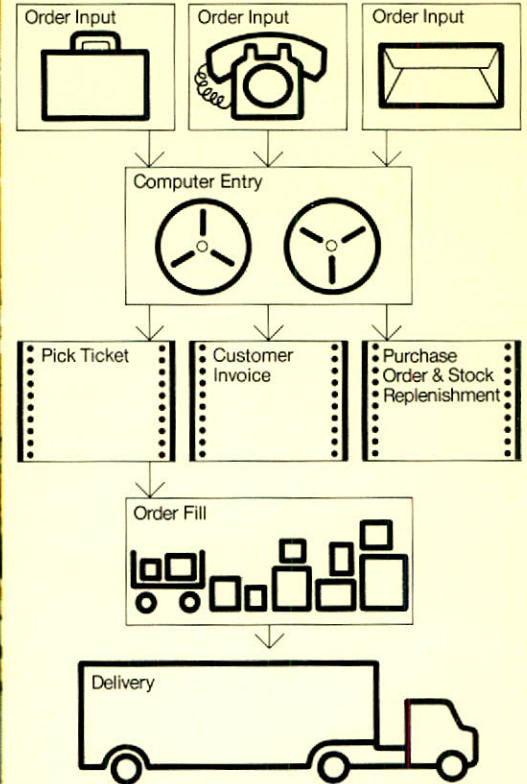 Order Input
Order Input
Order Input
Computer Entry
Pick Ticket
Customer
Invoice
Purchase
Order & Stock
Replenishment
Order Fill
Delivery